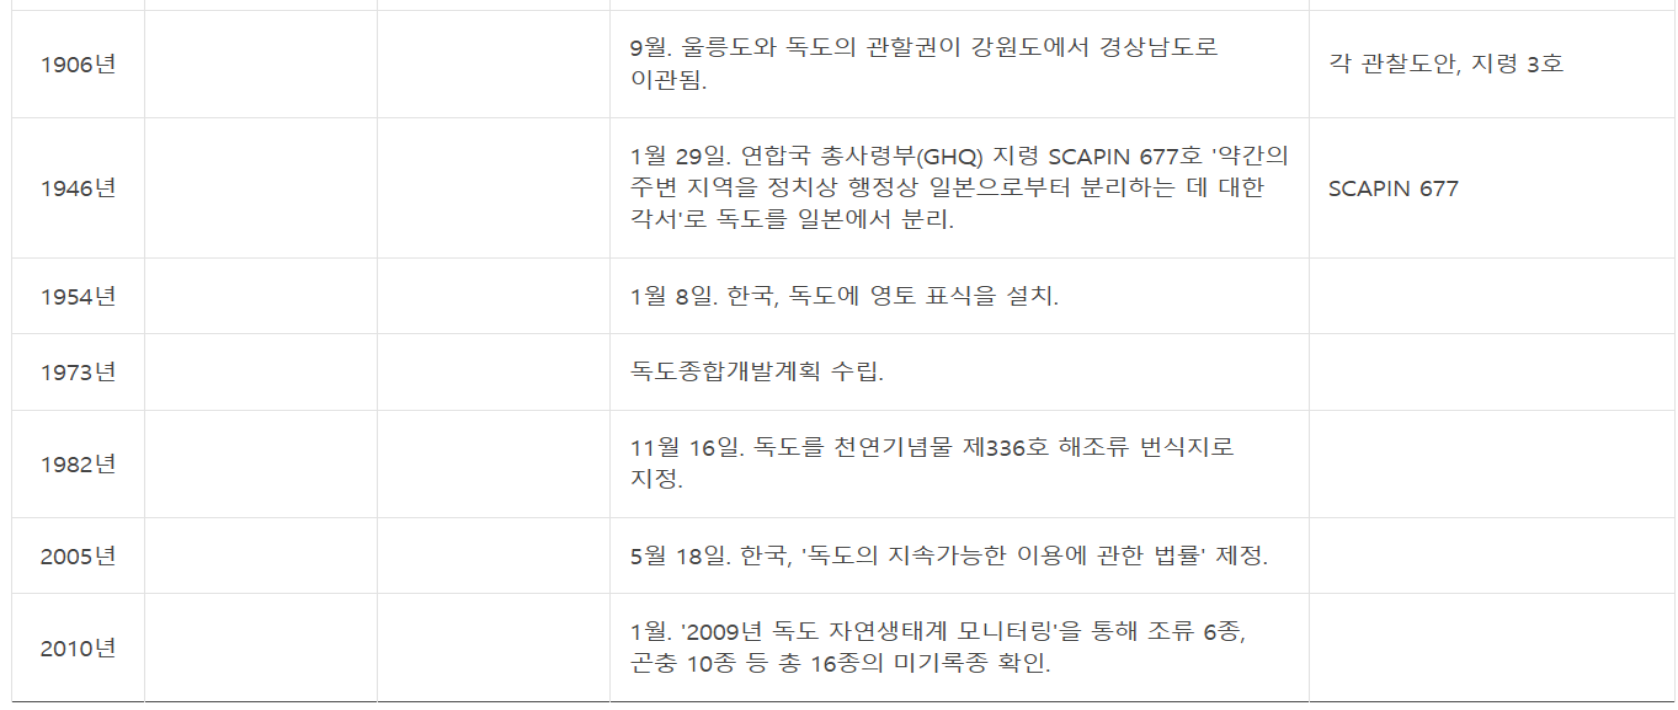 1906년
9월. 울릉도와 독도의 관할권이 강원도에서 경상남도로
이관됨.
각 관찰도안, 지령 3호
1946년
1월 29일. 연합국 총사령부(GHQ) 지령 SCAPIN 677호 '약간의
주변 지역을 정치상 행정상 일본으로부터 분리하는 데 대한
각서'로 독도를 일본에서 분리.
SCAPIN 677
1954년
1월 8일. 한국, 독도에 영토 표식을 설치.
1973년
독도종합개발계획 수립.
1982년
11월 16일. 독도를 천연기념물 제336호 해조류 번식지로
지정.
2005년
5월 18일. 한국, '독도의 지속가능한 이용에 관한 법률' 제정.
2010년
1월. '2009년 독도 자연생태계 모니터링'을 통해 조류 6종,
곤충 10종 등 총 16종의 미기록종 확인.